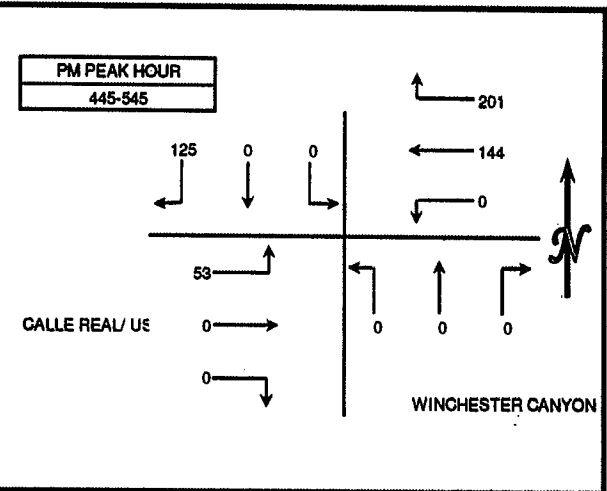 PM PEAK HOUR
445-545
201
125 0 0
144
0
N
53
CALLE REAL/ US 0
0 0 0
0
WINCHESTER CANYON